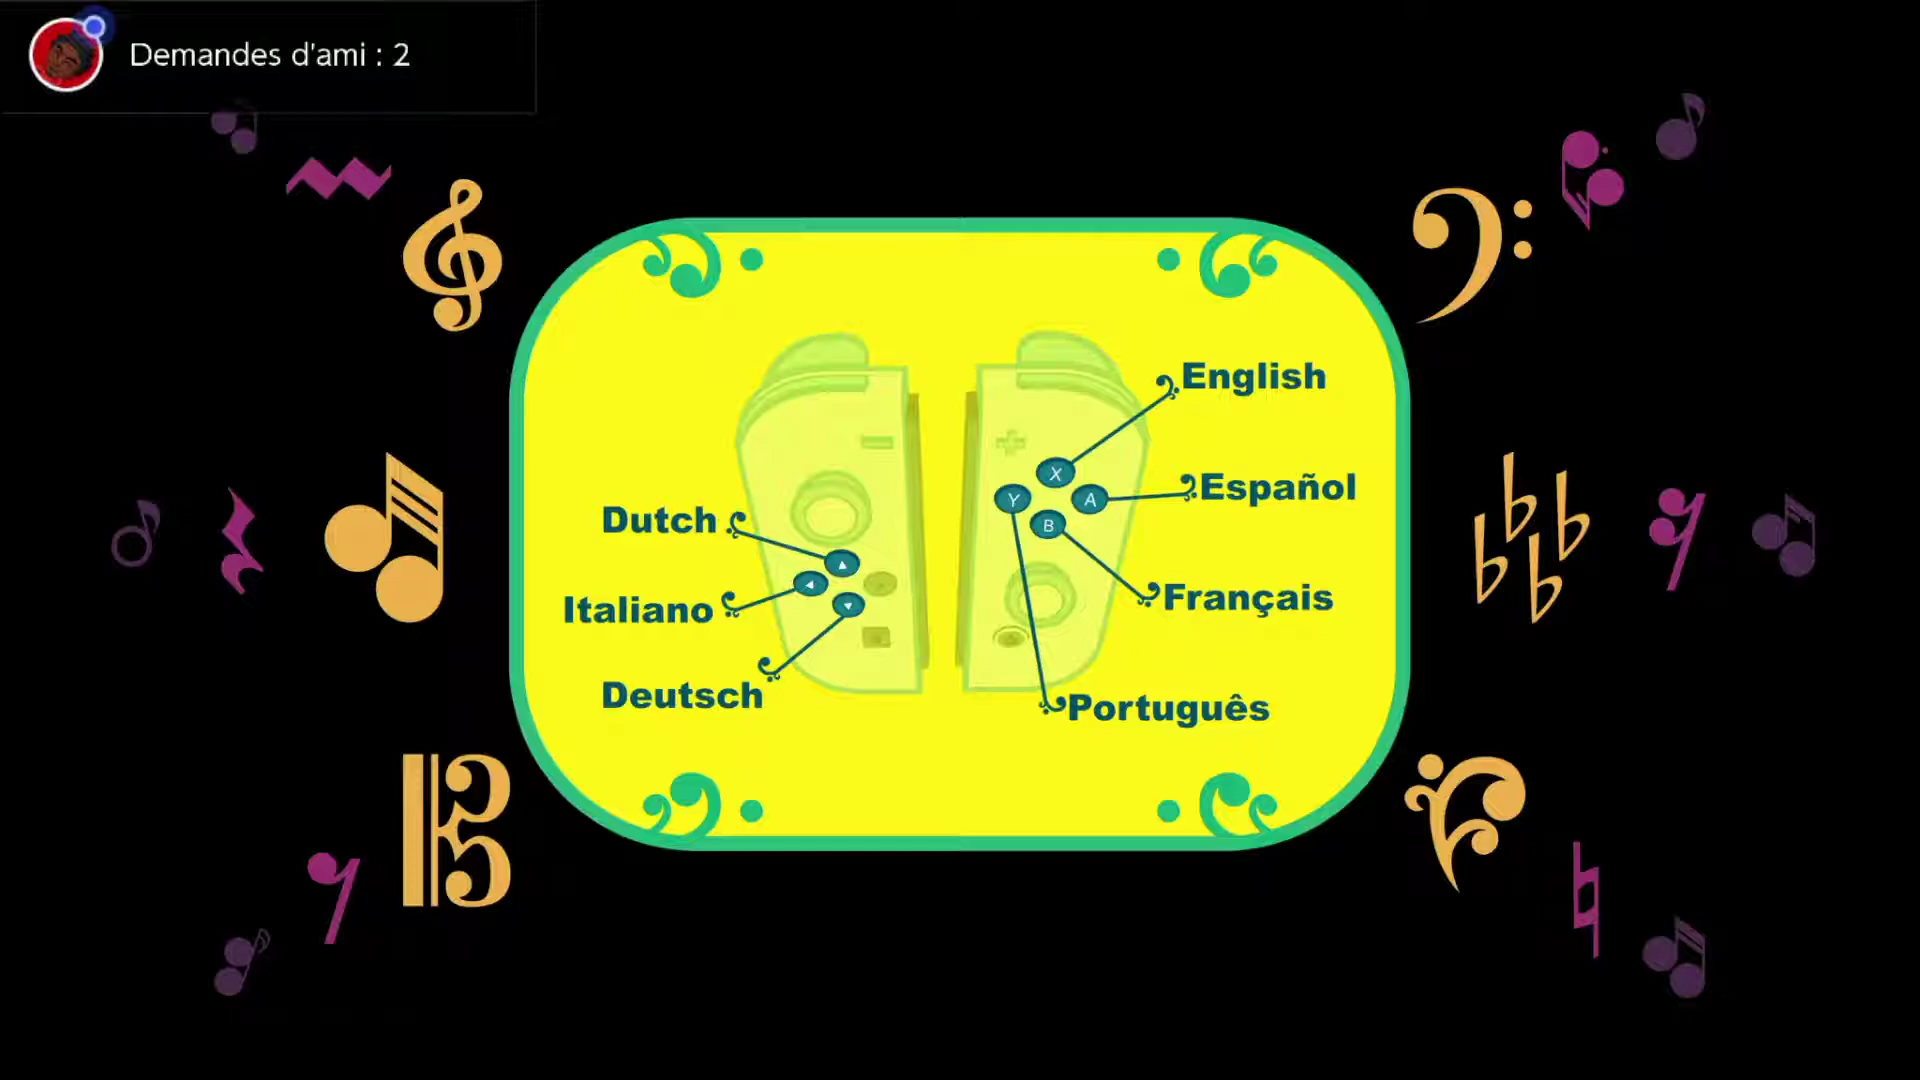 Demandes d'ami : 2
English
X
Español
Y
A
Dutch
B
Italiano
Français
Deutsch
Português